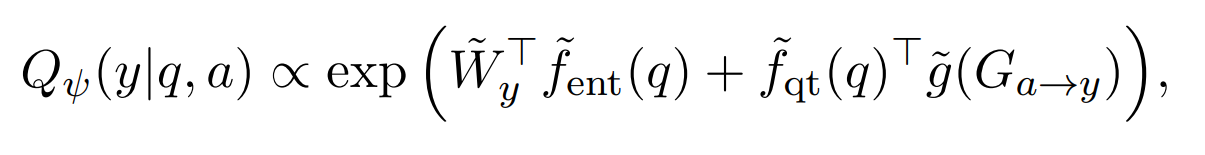 Q_ψ(y|q, a) ∝ exp ( W̃_y^⊤ f̃_ent(q) + f̃_qt(q)^⊤ g̃(G_{a→y}) ),